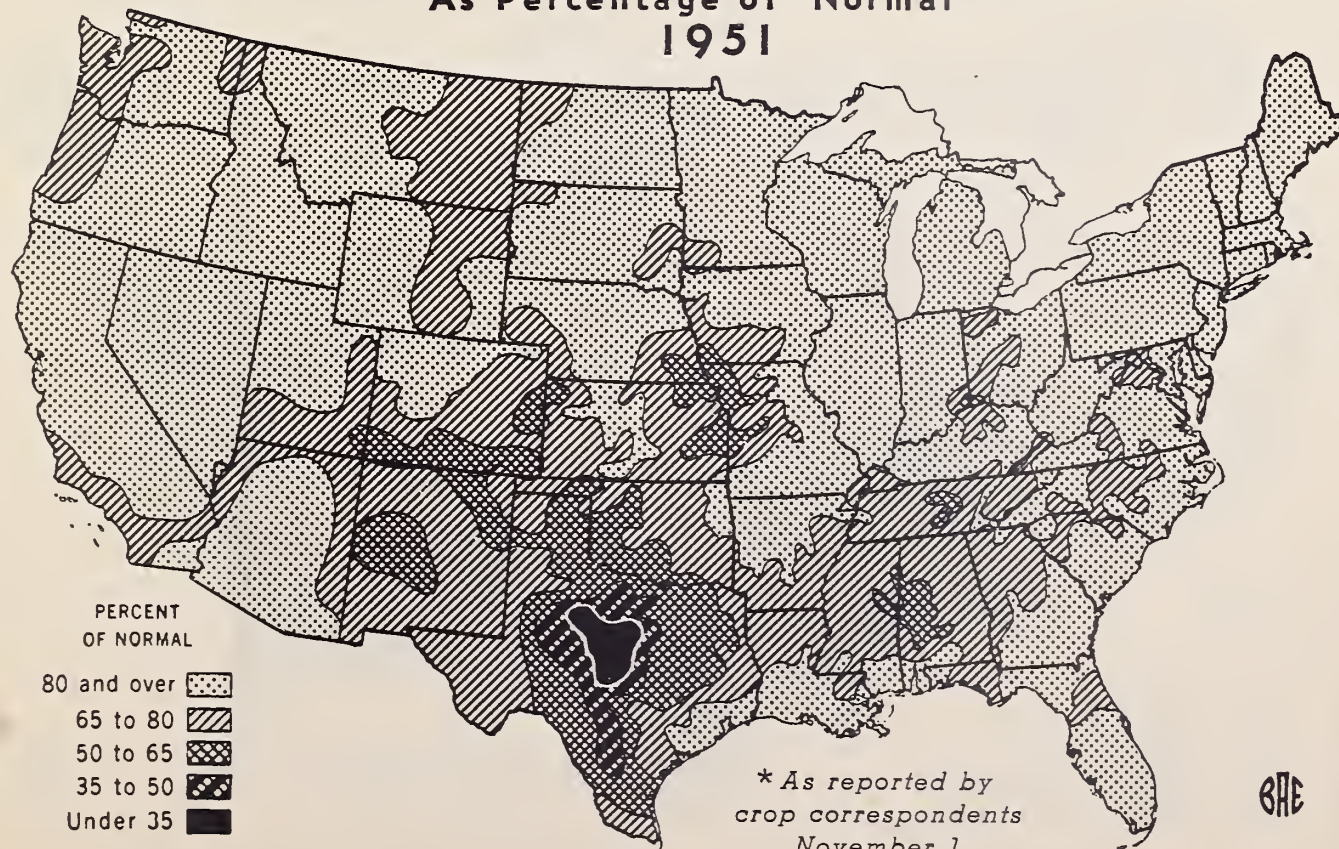 As Percentage of Normal
1951
PERCENT
OF NORMAL
80 and over
65 to 80
50 to 65
35 to 50
Under 35
* As reported by
crop correspondents
November 1
BAE